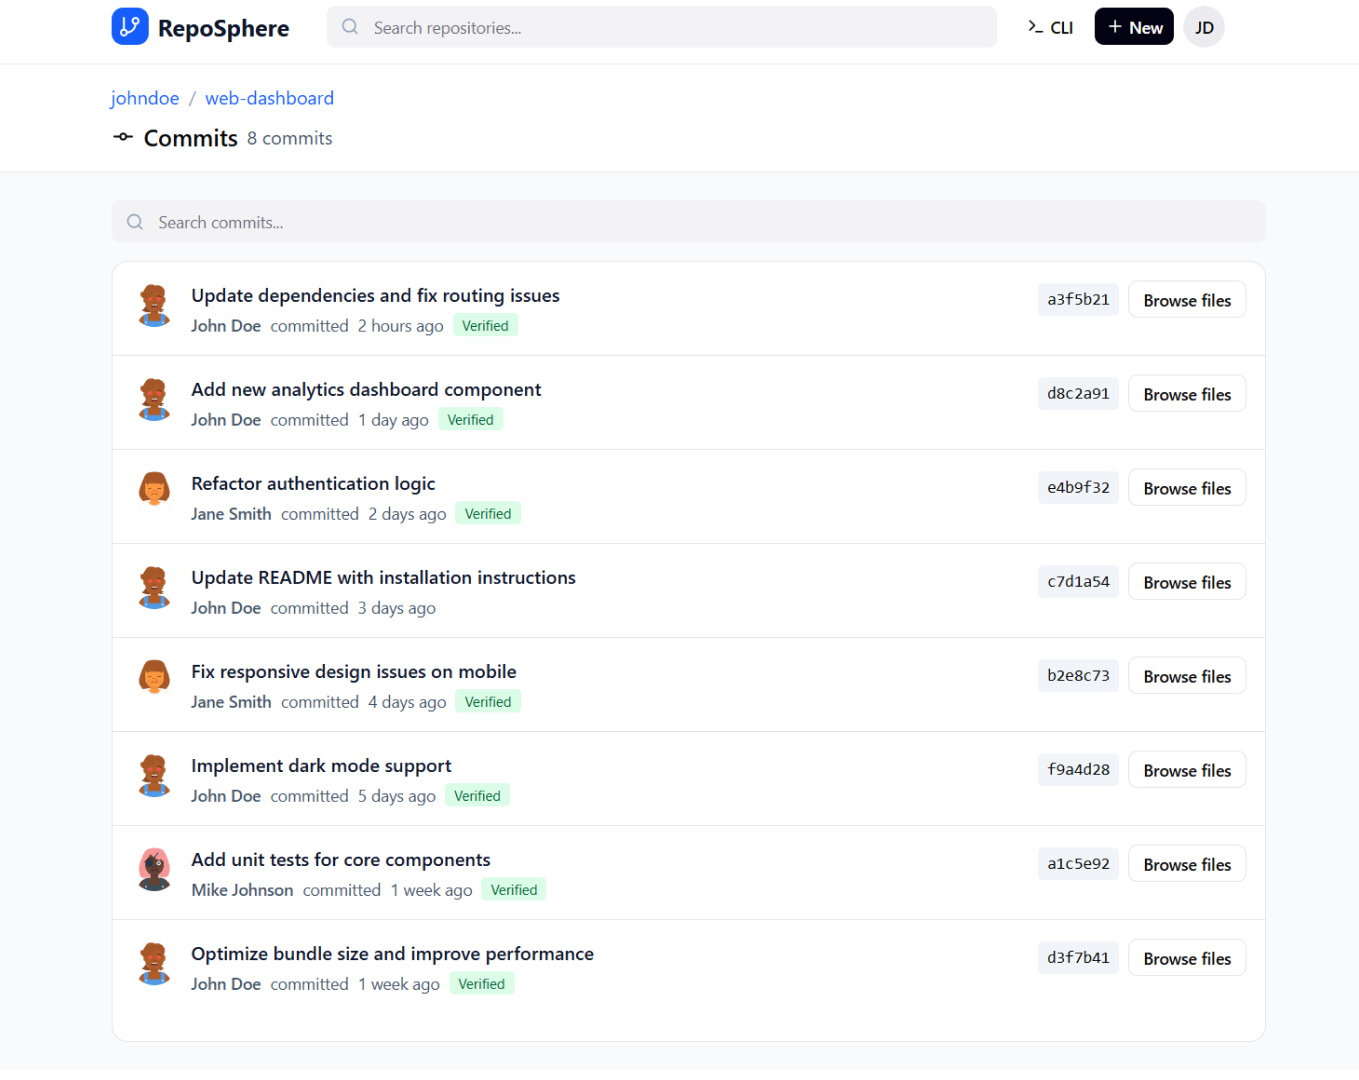 RepoSphere
Search repositories...
CLI
+ New
JD
johndoe / web-dashboard
Commits 8 commits
Search commits...
Update dependencies and fix routing issues
John Doe committed 2 hours ago Verified
a3f5b21
Browse files
Add new analytics dashboard component
John Doe committed 1 day ago Verified
d8c2a91
Browse files
Refactor authentication logic
Jane Smith committed 2 days ago Verified
e4b9f32
Browse files
Update README with installation instructions
John Doe committed 3 days ago
c7d1a54
Browse files
Fix responsive design issues on mobile
Jane Smith committed 4 days ago Verified
b2e8c73
Browse files
Implement dark mode support
John Doe committed 5 days ago Verified
f9a4d28
Browse files
Add unit tests for core components
Mike Johnson committed 1 week ago Verified
a1c5e92
Browse files
Optimize bundle size and improve performance
John Doe committed 1 week ago Verified
d3f7b41
Browse files